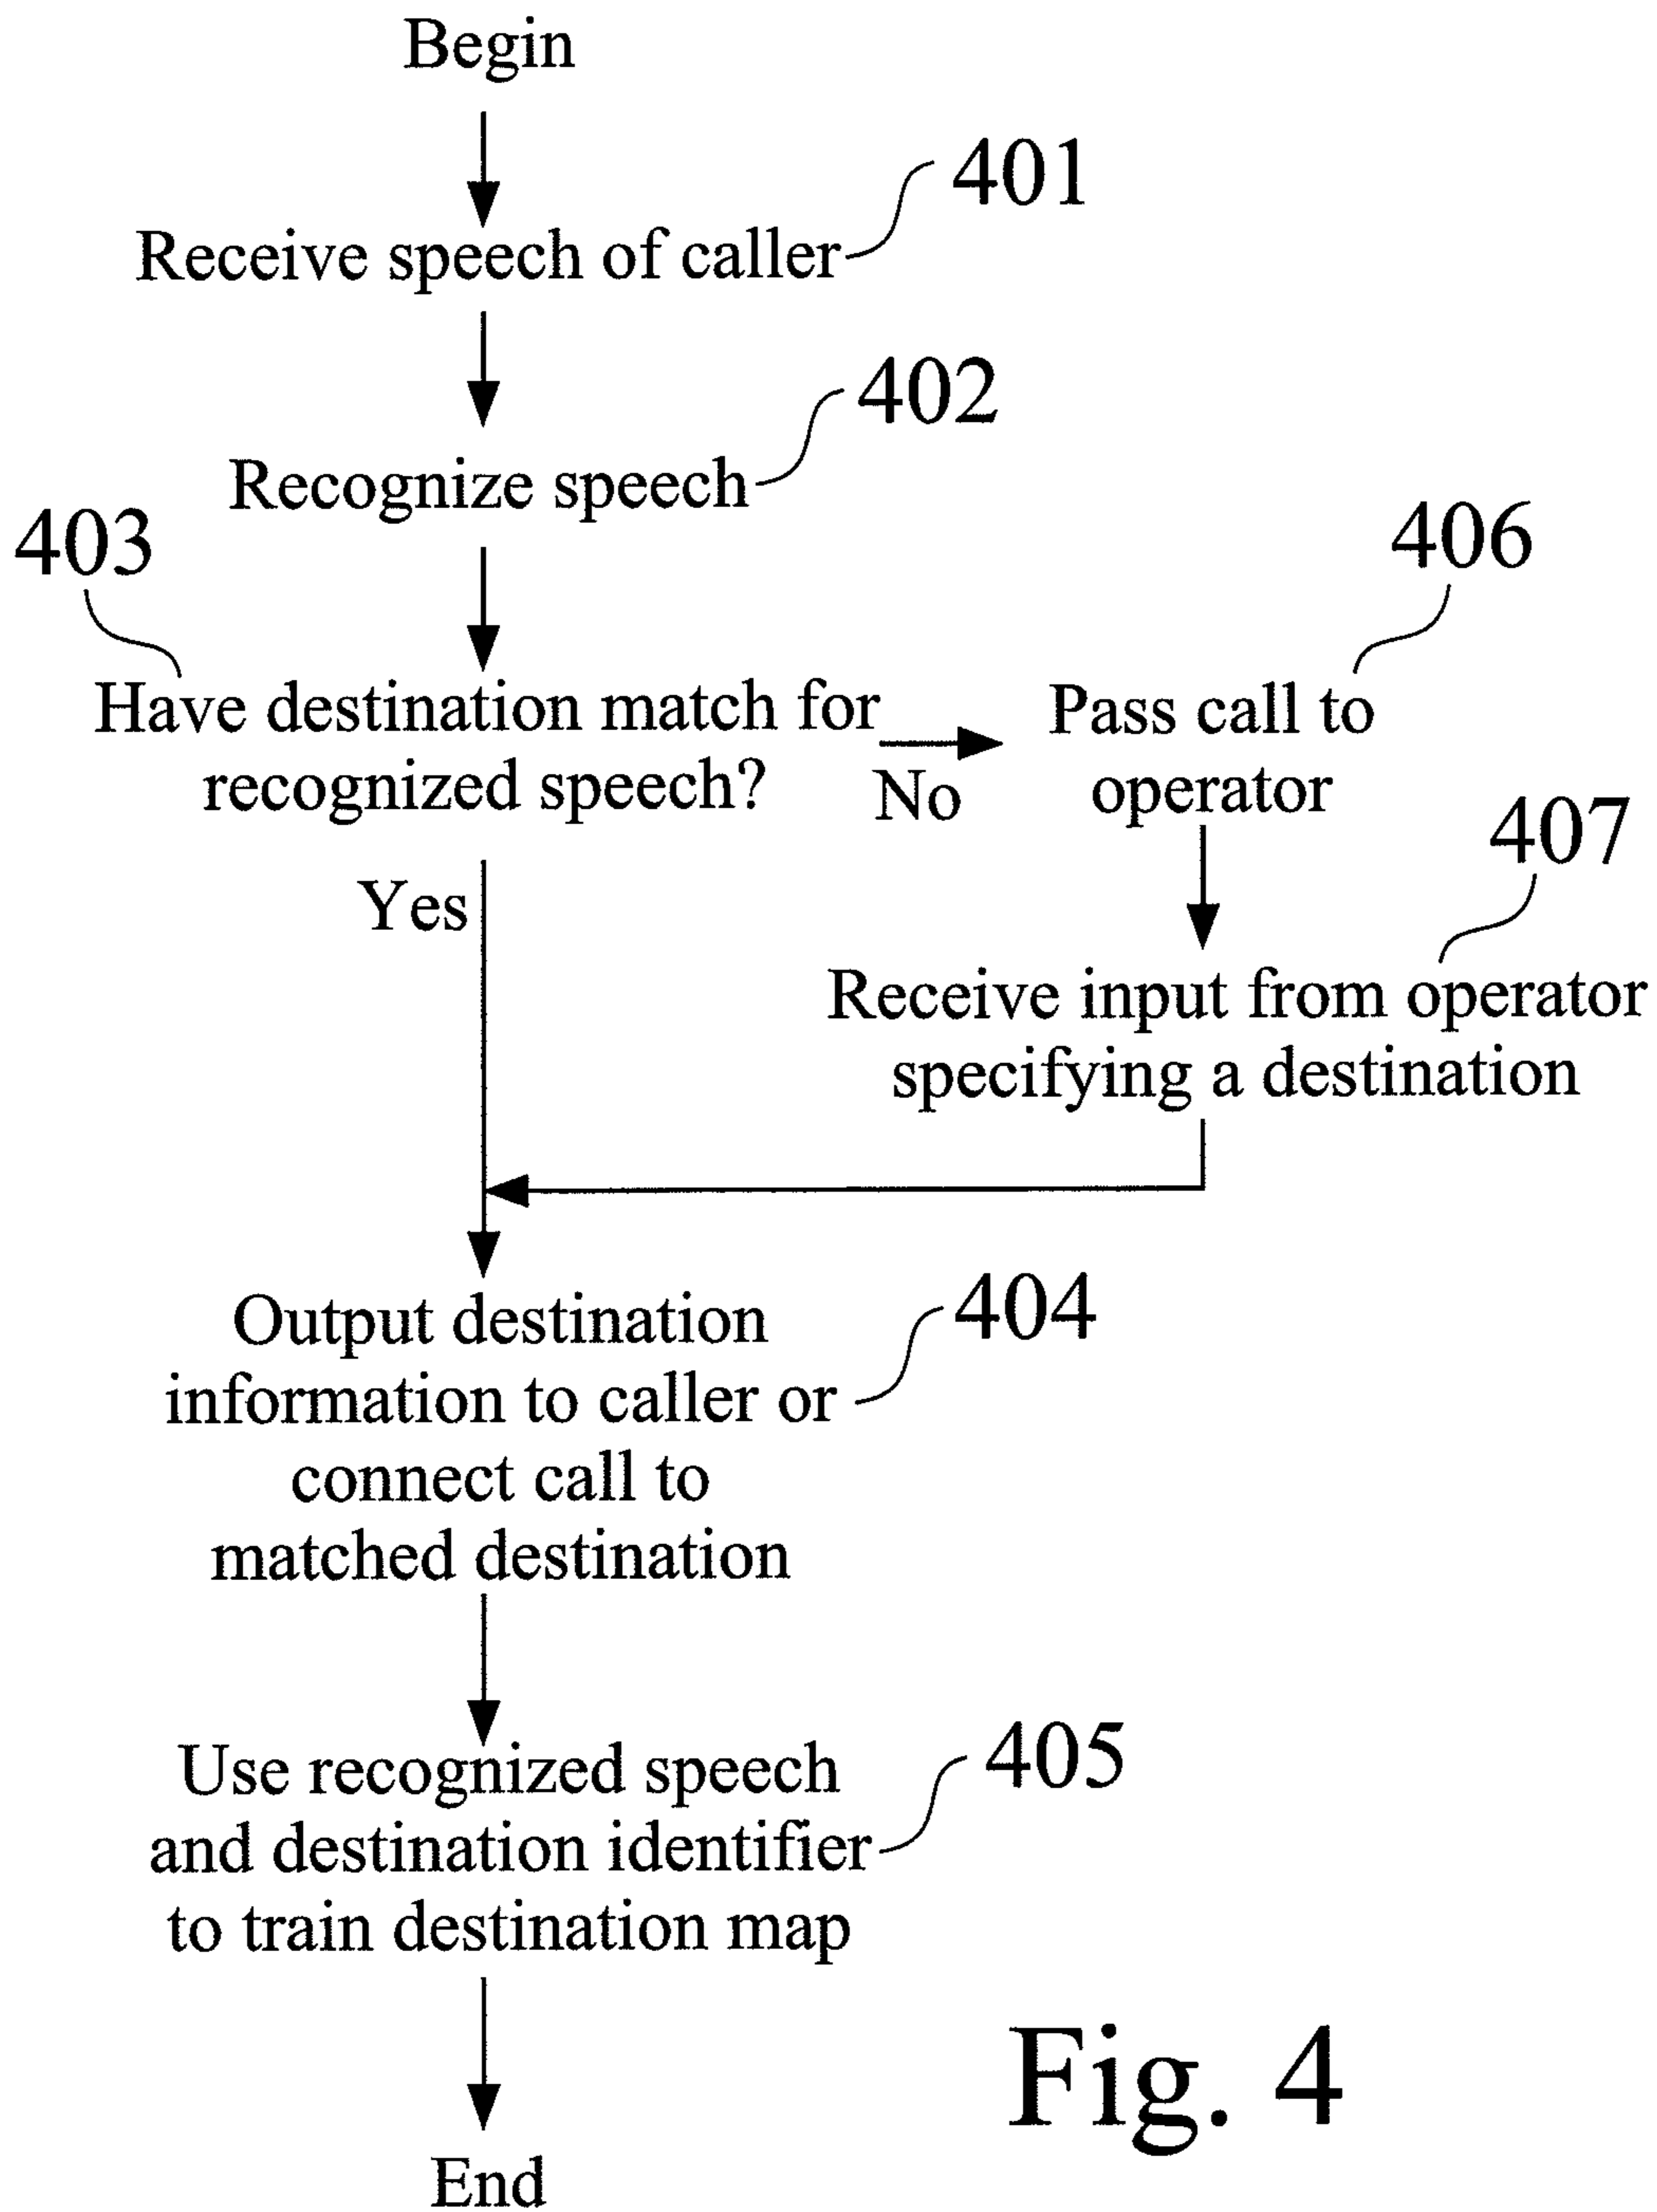 Begin
401
Receive speech of caller
402
Recognize speech
403
406
Have destination match for
recognized speech?
No
Pass call to
operator
407
Yes
Receive input from operator
specifying a destination
404
Output destination
information to caller or
connect call to
matched destination
405
Use recognized speech
and destination identifier
to train destination map
Fig. 4
End